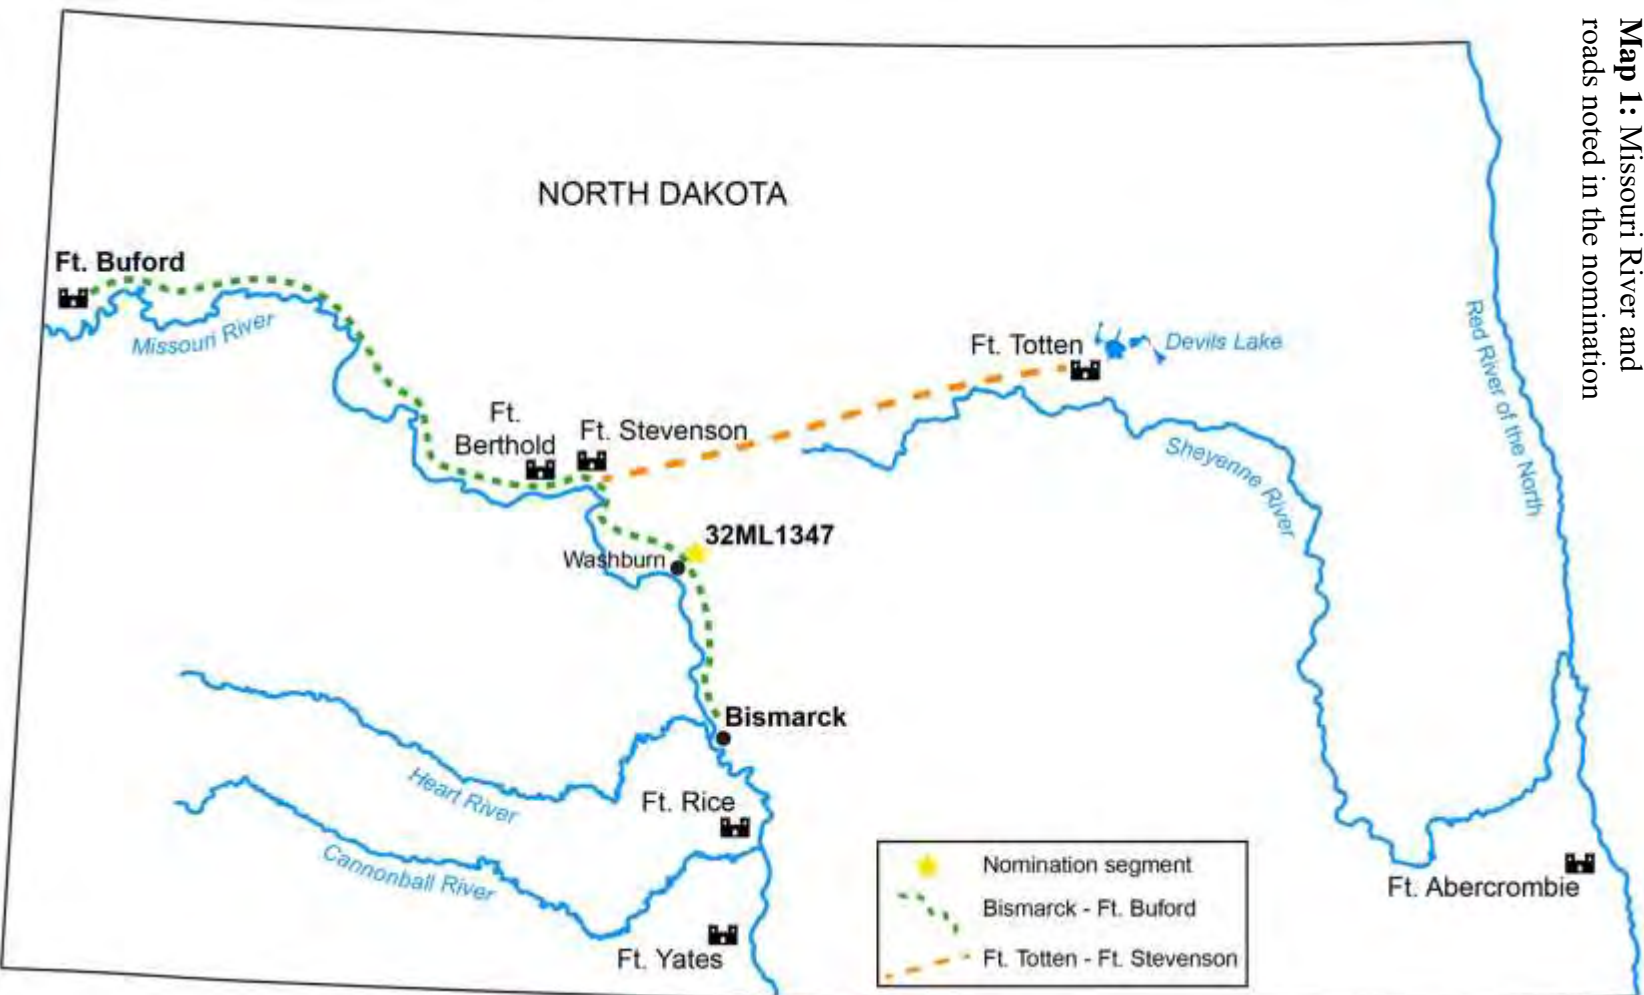 Map 1: Missouri River and
roads noted in the nomination
NORTH DAKOTA
Ft. Buford
Missouri River
Ft. Totten
Devils Lake
Red River of the North
Ft.
Berthold
Ft. Stevenson
Sheyenne River
32ML1347
Washburn
Bismarck
Heart River
Ft. Rice
Cannonball River
Ft. Yates
Ft. Abercrombie
Nomination segment
Bismarck - Ft. Buford
Ft. Totten - Ft. Stevenson